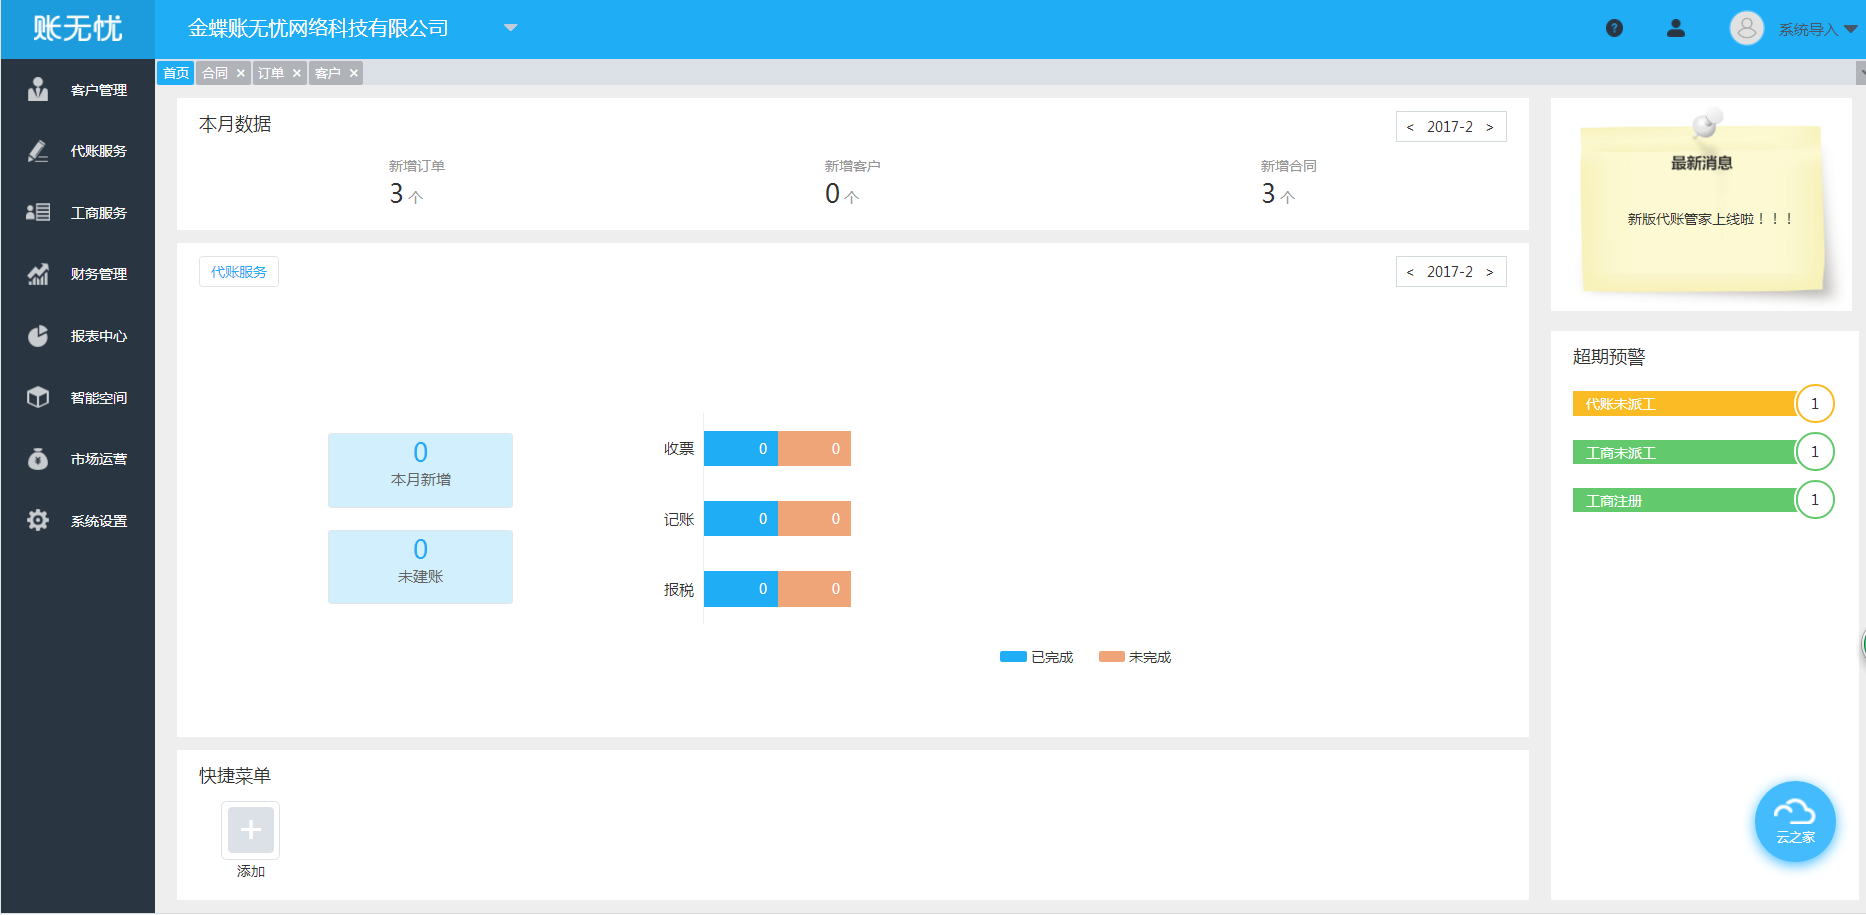 账无忧
金蝶账无忧网络科技有限公司
系统导入
首页 合同 × 订单 × 客户 ×
客户管理
代账服务
工商服务
财务管理
报表中心
智能空间
市场运营
系统设置
本月数据
< 2017-2 >
新增订单
3 个
新增客户
0 个
新增合同
3 个
代账服务
< 2017-2 >
0
本月新增
0
未建账
收票 0 0
记账 0 0
报税 0 0
已完成 未完成
快捷菜单
添加
最新消息
新版代账管家上线啦！！！
超期预警
代账未派工 1
工商未派工 1
工商注册 1
云之家